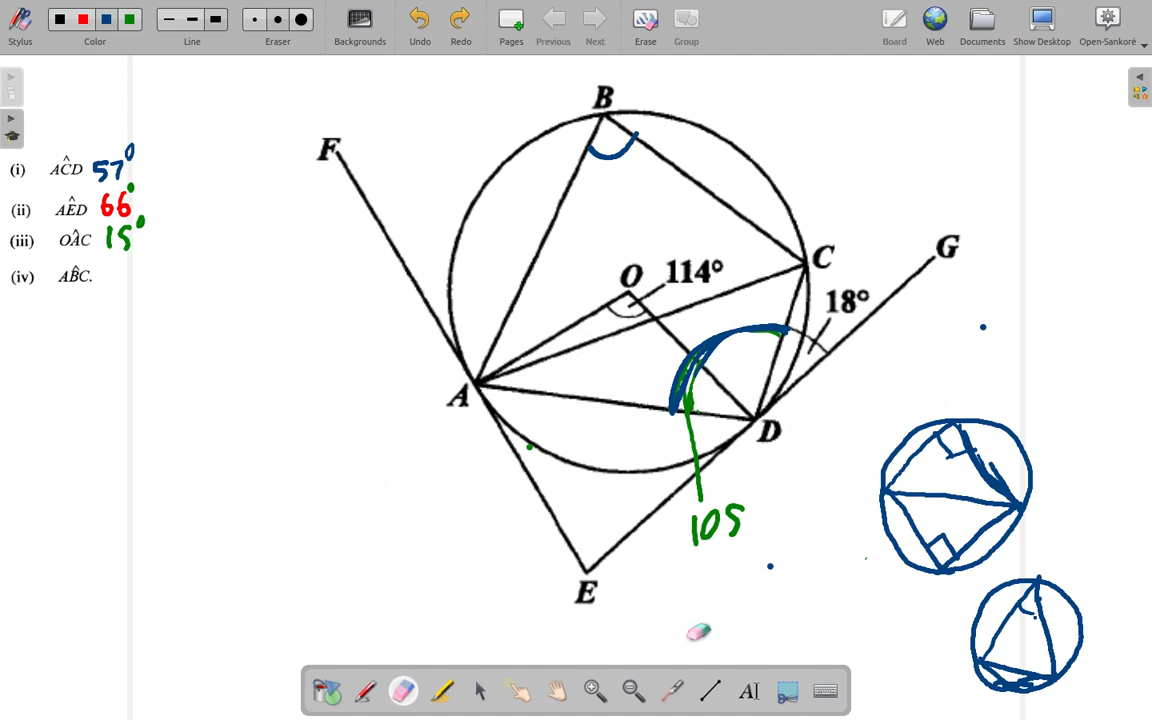 Stylus Color Line Eraser Backgrounds Undo Redo Pages Previous Next Erase Group Board Web Documents Show Desktop Open-Sankoré
B
F
(i) AĈD 57°
(ii) AÊD 66°
(iii) OÂC 15°
(iv) AB̂C.
C
G
O 114°
18°
A
D
105
E